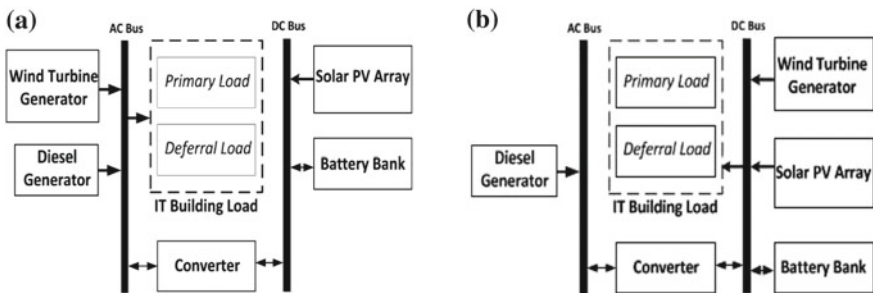 (a)
AC Bus
DC Bus
Wind Turbine
Generator
Primary Load
Solar PV Array
Diesel
Generator
Deferral Load
Battery Bank
IT Building Load
Converter
(b)
AC Bus
DC Bus
Primary Load
Wind Turbine
Generator
Diesel
Generator
Deferral Load
Solar PV Array
IT Building Load
Converter
Battery Bank